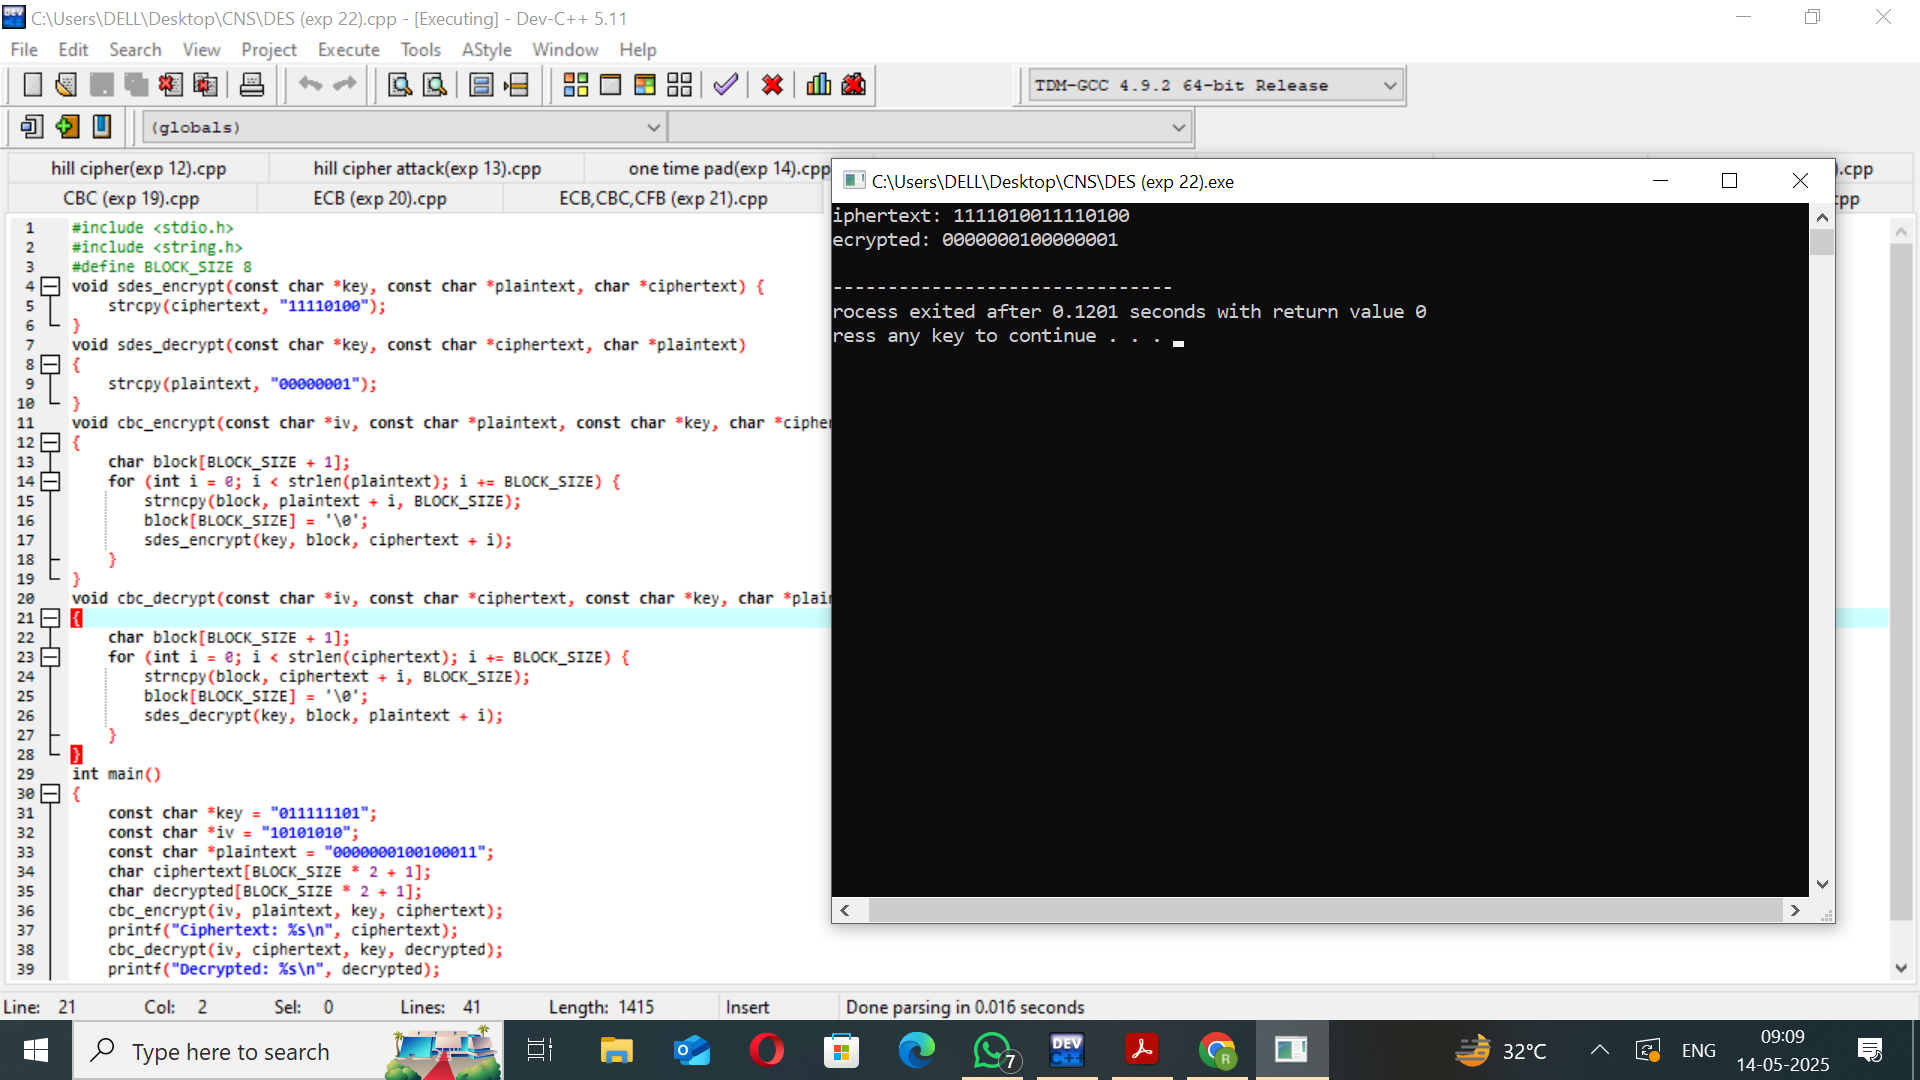 C:\Users\DELL\Desktop\CNS\DES (exp 22).cpp - [Executing] - Dev-C++ 5.11
File Edit Search View Project Execute Tools AStyle Window Help
TDM-GCC 4.9.2 64-bit Release
(globals)
hill cipher(exp 12).cpp hill cipher attack(exp 13).cpp one time pad(exp 14).cpp ).cpp
CBC (exp 19).cpp ECB (exp 20).cpp ECB,CBC,CFB (exp 21).cpp cpp
1 #include <stdio.h>
2 #include <string.h>
3 #define BLOCK_SIZE 8
4 void sdes_encrypt(const char *key, const char *plaintext, char *ciphertext) {
5 strcpy(ciphertext, "11110100");
6 }
7 void sdes_decrypt(const char *key, const char *ciphertext, char *plaintext)
8 {
9 strcpy(plaintext, "00000001");
10 }
11 void cbc_encrypt(const char *iv, const char *plaintext, const char *key, char *cipher
12 {
13 char block[BLOCK_SIZE + 1];
14 for (int i = 0; i < strlen(plaintext); i += BLOCK_SIZE) {
15 strncpy(block, plaintext + i, BLOCK_SIZE);
16 block[BLOCK_SIZE] = '\0';
17 sdes_encrypt(key, block, ciphertext + i);
18 }
19 }
20 void cbc_decrypt(const char *iv, const char *ciphertext, const char *key, char *plain
21 {
22 char block[BLOCK_SIZE + 1];
23 for (int i = 0; i < strlen(ciphertext); i += BLOCK_SIZE) {
24 strncpy(block, ciphertext + i, BLOCK_SIZE);
25 block[BLOCK_SIZE] = '\0';
26 sdes_decrypt(key, block, plaintext + i);
27 }
28 }
29 int main()
30 {
31 const char *key = "011111101";
32 const char *iv = "10101010";
33 const char *plaintext = "0000000100100011";
34 char ciphertext[BLOCK_SIZE * 2 + 1];
35 char decrypted[BLOCK_SIZE * 2 + 1];
36 cbc_encrypt(iv, plaintext, key, ciphertext);
37 printf("Ciphertext: %s\n", ciphertext);
38 cbc_decrypt(iv, ciphertext, key, decrypted);
39 printf("Decrypted: %s\n", decrypted);
C:\Users\DELL\Desktop\CNS\DES (exp 22).exe
iphertext: 1111010011110100
ecrypted: 0000000100000001
-------------------------------
rocess exited after 0.1201 seconds with return value 0
ress any key to continue . . .
Line: 21 Col: 2 Sel: 0 Lines: 41 Length: 1415 Insert Done parsing in 0.016 seconds
Type here to search
7
DEV C++
R
32°C
ENG
09:09
14-05-2025